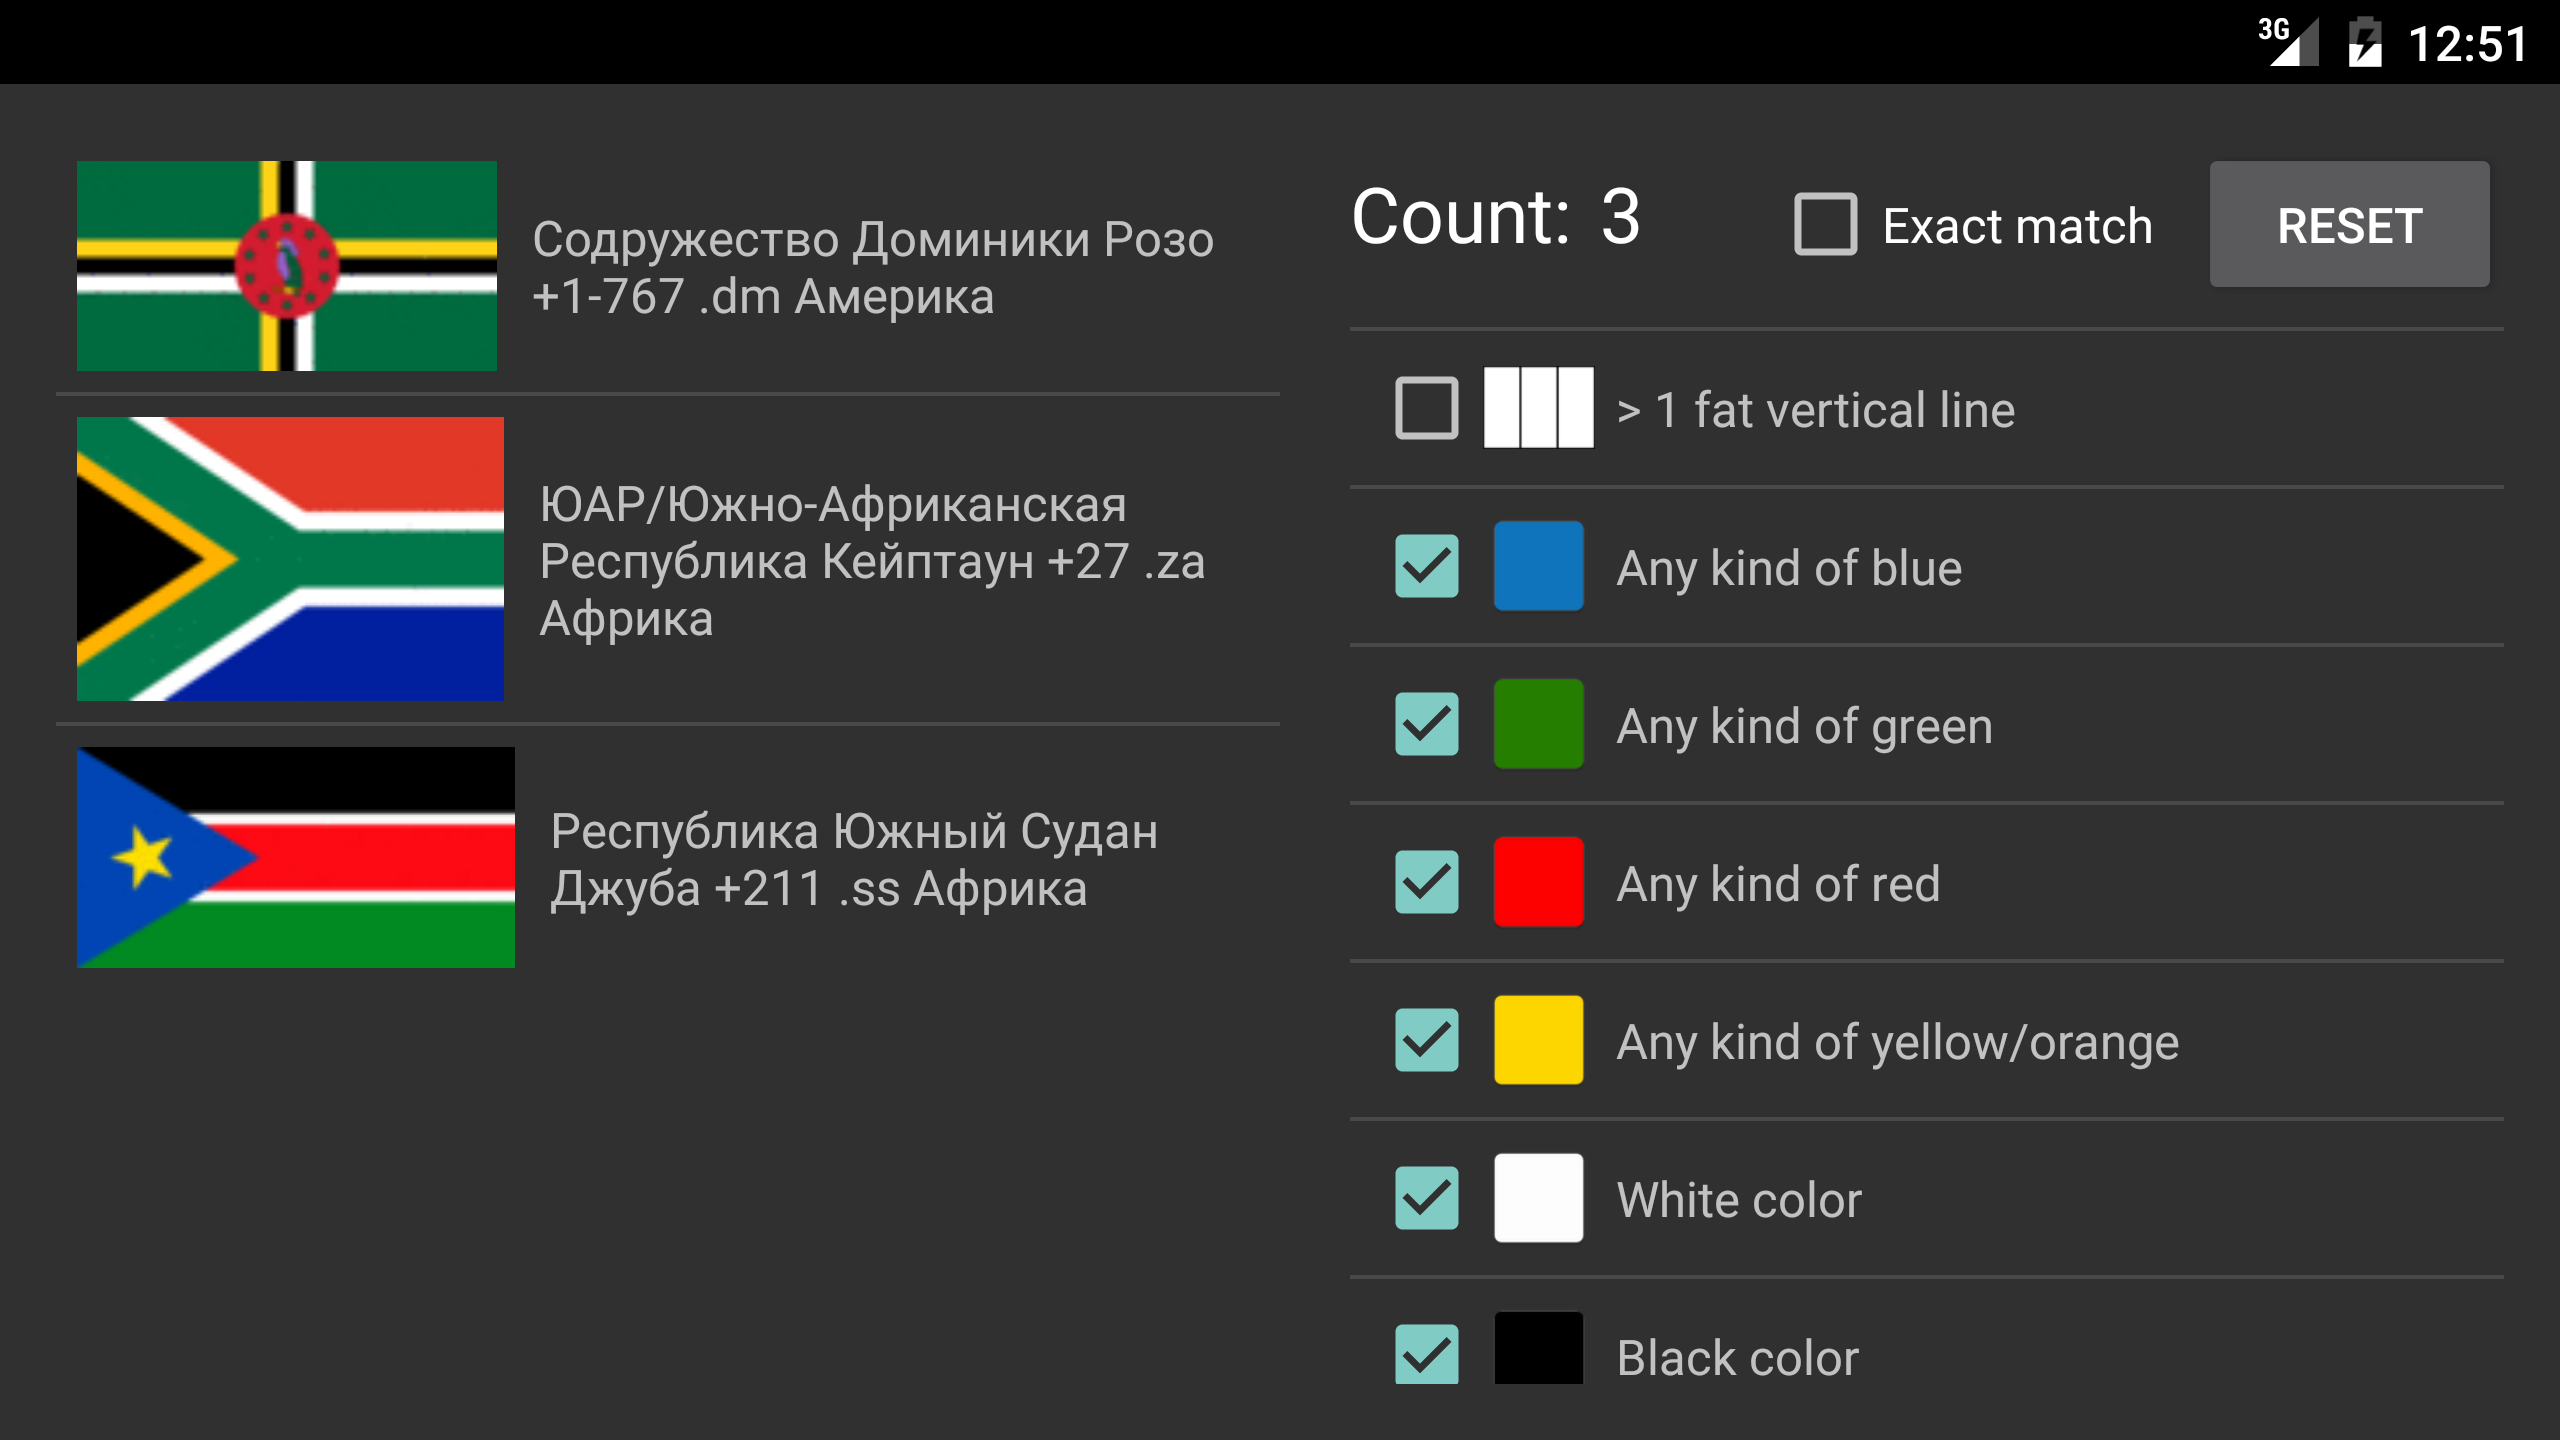 3G 12:51
Содружество Доминики Розо
+1-767 .dm Америка
ЮАР/Южно-Африканская
Республика Кейптаун +27 .za
Африка
Республика Южный Судан
Джуба +211 .ss Африка
Count: 3
Exact match
RESET
> 1 fat vertical line
Any kind of blue
Any kind of green
Any kind of red
Any kind of yellow/orange
White color
Black color